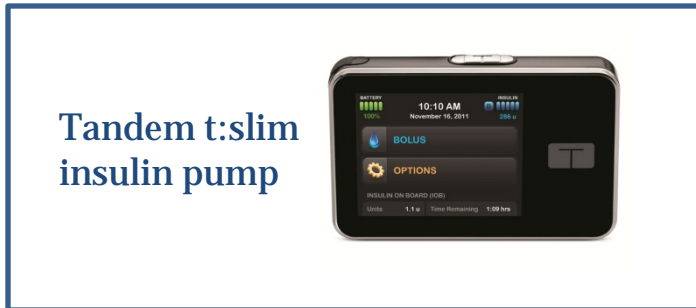 Tandem t:slim
insulin pump
BATTERY
100%
10:10 AM
November 16, 2011
INSULIN
286 u
BOLUS
OPTIONS
INSULIN ON BOARD (IOB)
Units 1.1 u Time Remaining 1:09 hrs